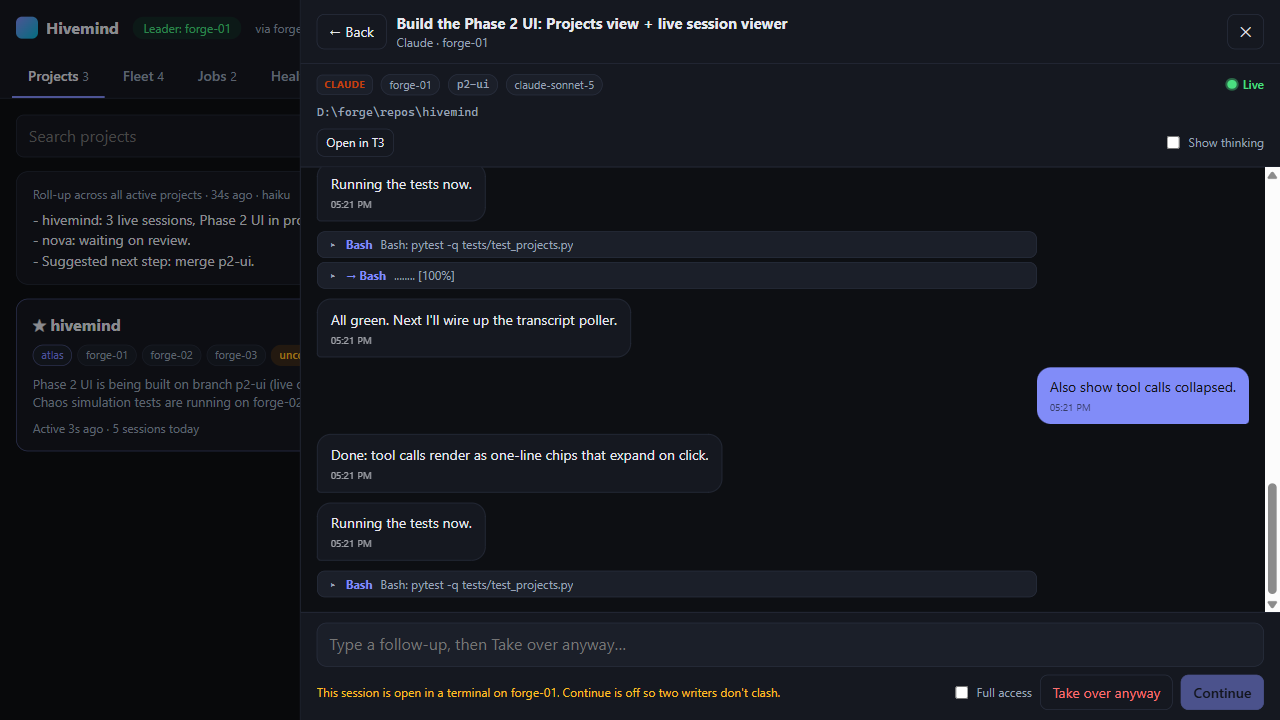 Hivemind
Leader: forge-01
via forge
Projects 3
Fleet 4
Jobs 2
Heal
Search projects
Roll-up across all active projects · 34s ago · haiku
- hivemind: 3 live sessions, Phase 2 UI in pro
- nova: waiting on review.
- Suggested next step: merge p2-ui.
★ hivemind
atlas
forge-01
forge-02
forge-03
unco
Phase 2 UI is being built on branch p2-ui (live o
Chaos simulation tests are running on forge-02
Active 3s ago · 5 sessions today
← Back
Build the Phase 2 UI: Projects view + live session viewer
Claude · forge-01
×
CLAUDE
forge-01
p2-ui
claude-sonnet-5
Live
D:\forge\repos\hivemind
Open in T3
Show thinking
Running the tests now.
05:21 PM
Bash Bash: pytest -q tests/test_projects.py
→ Bash ........ [100%]
All green. Next I'll wire up the transcript poller.
05:21 PM
Also show tool calls collapsed.
05:21 PM
Done: tool calls render as one-line chips that expand on click.
05:21 PM
Running the tests now.
05:21 PM
Bash Bash: pytest -q tests/test_projects.py
Type a follow-up, then Take over anyway...
This session is open in a terminal on forge-01. Continue is off so two writers don't clash.
Full access
Take over anyway
Continue